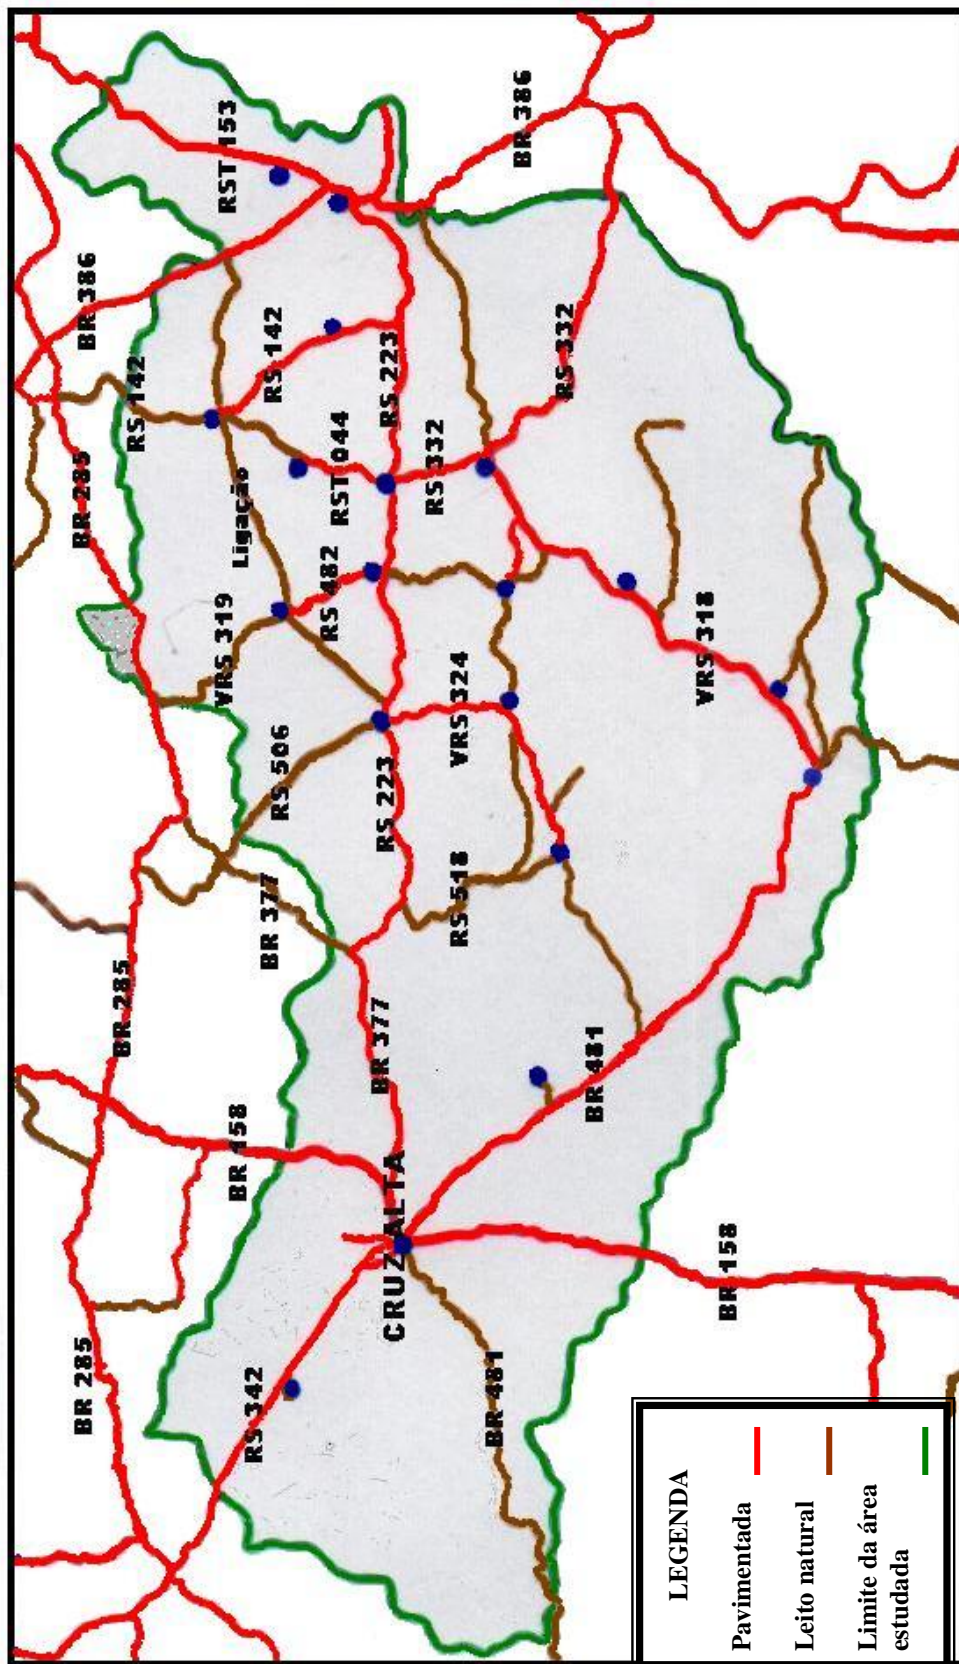 BR 285
BR 285
BR 285
BR 386
BR 386
RST 153
RS 142
RS 142
Ligação
RST 044
RS 223
RS 332
RS 332
RS 482
VRS 319
VRS 324
VRS 318
RS 506
RS 223
RS 518
BR 377
BR 377
BR 158
CRUZ ALTA
BR 481
RS 342
BR 481
BR 158
LEGENDA
Pavimentada
Leito natural
Limite da área
estudada